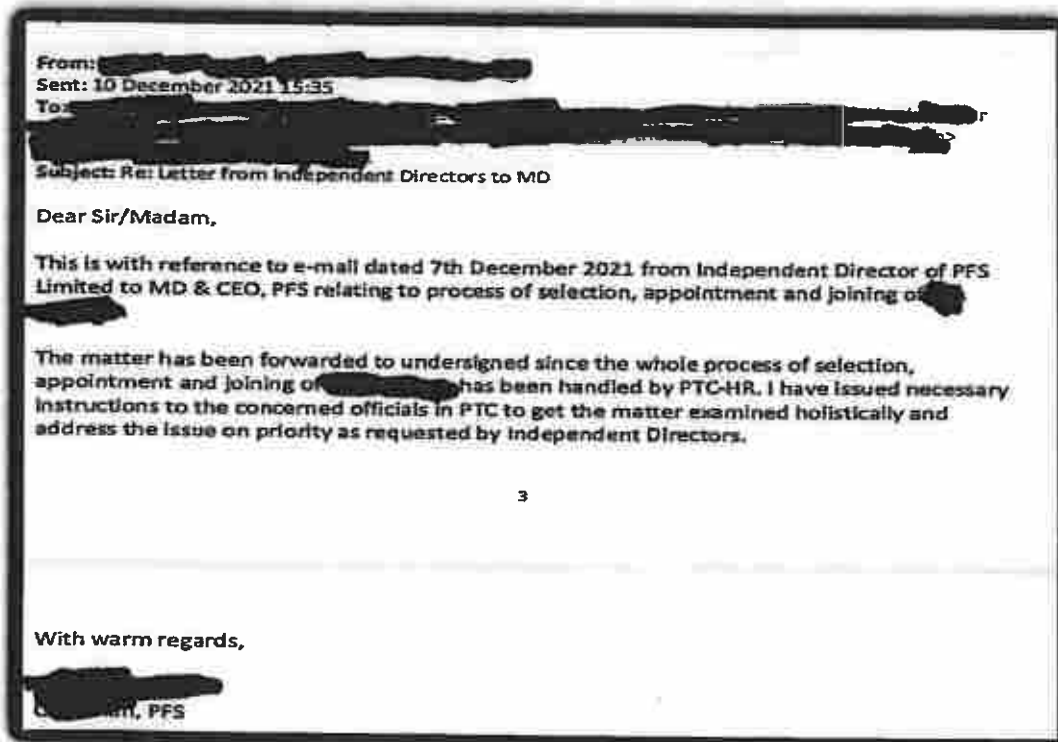 From:
Sent: 10 December 2021 15:35
To:
Subject: Re: Letter from Independent Directors to MD
Dear Sir/Madam,
This is with reference to e-mail dated 7th December 2021 from Independent Director of PFS
Limited to MD & CEO, PFS relating to process of selection, appointment and joining of
The matter has been forwarded to undersigned since the whole process of selection,
appointment and joining of has been handled by PTC-HR. I have issued necessary
instructions to the concerned officials in PTC to get the matter examined holistically and
address the issue on priority as requested by Independent Directors.
3
With warm regards,
PFS